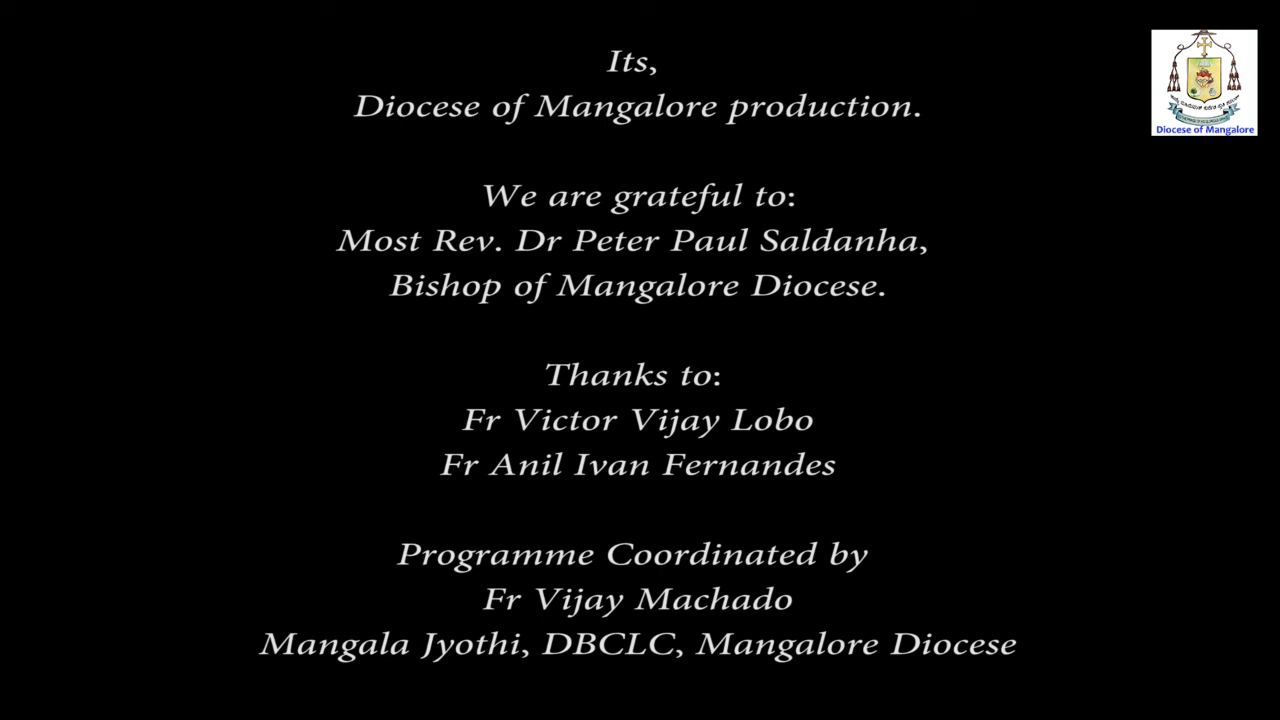 Its,
Diocese of Mangalore production.
We are grateful to:
Most Rev. Dr Peter Paul Saldanha,
Bishop of Mangalore Diocese.
Thanks to:
Fr Victor Vijay Lobo
Fr Anil Ivan Fernandes
Programme Coordinated by
Fr Vijay Machado
Mangala Jyothi, DBCLC, Mangalore Diocese
Diocese of Mangalore